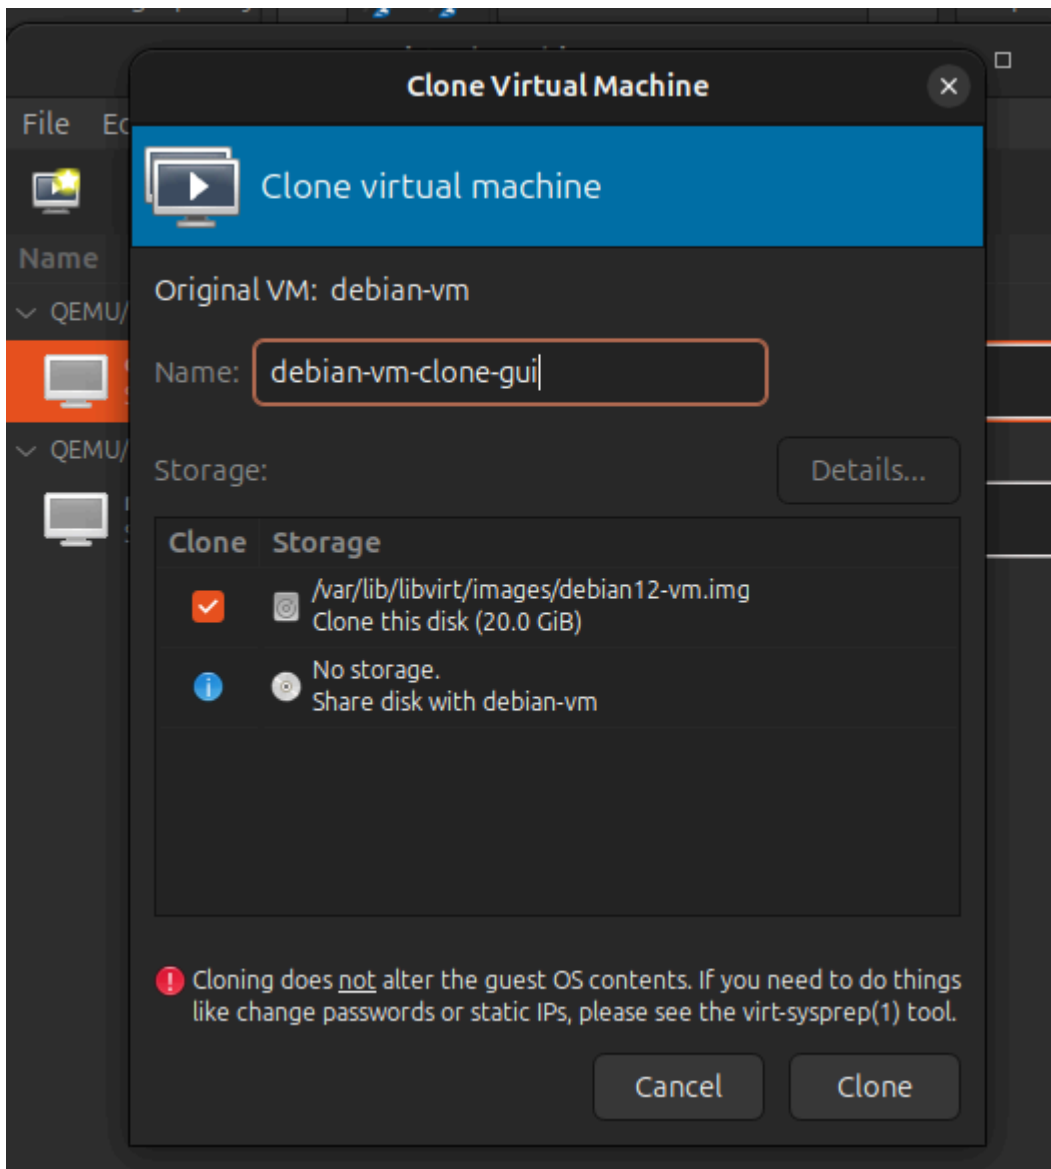 Clone Virtual Machine
File
Clone virtual machine
Name
Original VM: debian-vm
QEMU/
Name: debian-vm-clone-gui
QEMU/
Storage: Details...
Clone Storage
/var/lib/libvirt/images/debian12-vm.img
Clone this disk (20.0 GiB)
No storage.
Share disk with debian-vm
Cloning does not alter the guest OS contents. If you need to do things
like change passwords or static IPs, please see the virt-sysprep(1) tool.
Cancel Clone